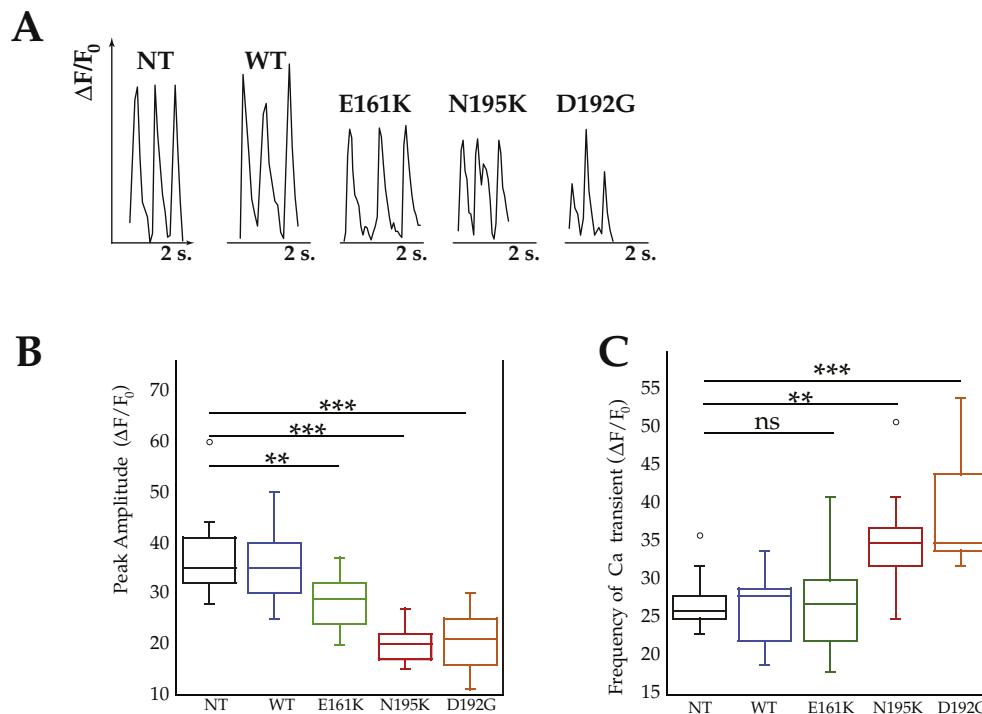 A
ΔF/F0
NT
WT
E161K
N195K
D192G
2 s.
2 s.
2 s.
2 s.
2 s.
B
Peak Amplitude (ΔF/F0)
70
60
50
40
30
20
10
***
***
**
NT
WT
E161K
N195K
D192G
C
Frequency of Ca transient (ΔF/F0)
55
50
45
40
35
30
25
20
15
***
**
ns
NT
WT
E161K
N195K
D192G